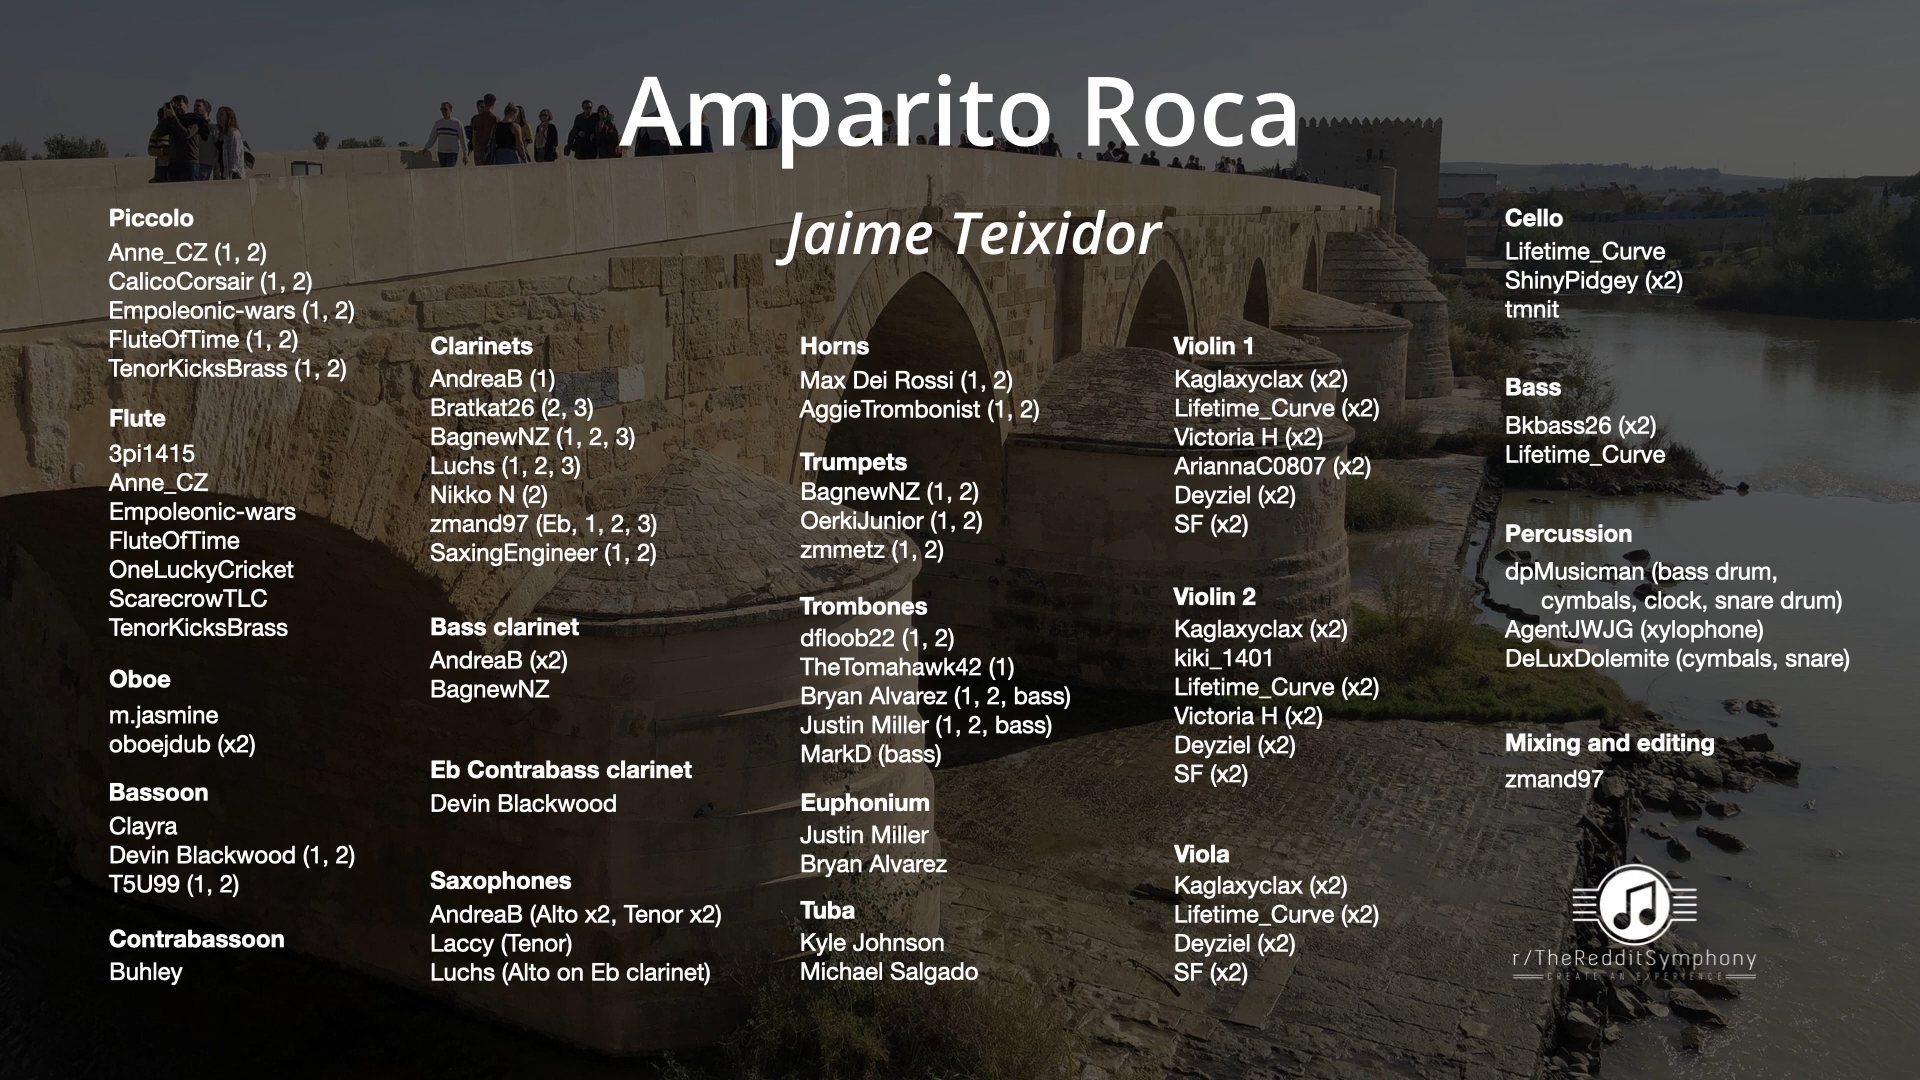 Amparito Roca
Jaime Teixidor
Piccolo
Anne_CZ (1, 2)
CalicoCorsair (1, 2)
Empoleonic-wars (1, 2)
FluteOfTime (1, 2)
TenorKicksBrass (1, 2)
Flute
3pi1415
Anne_CZ
Empoleonic-wars
FluteOfTime
OneLuckyCricket
ScarecrowTLC
TenorKicksBrass
Oboe
m.jasmine
oboejdub (x2)
Bassoon
Clayra
Devin Blackwood (1, 2)
T5U99 (1, 2)
Contrabassoon
Buhley
Clarinets
AndreaB (1)
Bratkat26 (2, 3)
BagnewNZ (1, 2, 3)
Luchs (1, 2, 3)
Nikko N (2)
zmand97 (Eb, 1, 2, 3)
SaxingEngineer (1, 2)
Bass clarinet
AndreaB (x2)
BagnewNZ
Eb Contrabass clarinet
Devin Blackwood
Saxophones
AndreaB (Alto x2, Tenor x2)
Laccy (Tenor)
Luchs (Alto on Eb clarinet)
Horns
Max Dei Rossi (1, 2)
AggieTrombonist (1, 2)
Trumpets
BagnewNZ (1, 2)
OerkiJunior (1, 2)
zmmetz (1, 2)
Trombones
dfloob22 (1, 2)
TheTomahawk42 (1)
Bryan Alvarez (1, 2, bass)
Justin Miller (1, 2, bass)
MarkD (bass)
Euphonium
Justin Miller
Bryan Alvarez
Tuba
Kyle Johnson
Michael Salgado
Violin 1
Kaglaxyclax (x2)
Lifetime_Curve (x2)
Victoria H (x2)
AriannaC0807 (x2)
Deyziel (x2)
SF (x2)
Violin 2
Kaglaxyclax (x2)
kiki_1401
Lifetime_Curve (x2)
Victoria H (x2)
Deyziel (x2)
SF (x2)
Viola
Kaglaxyclax (x2)
Lifetime_Curve (x2)
Deyziel (x2)
SF (x2)
Cello
Lifetime_Curve
ShinyPidgey (x2)
tmnit
Bass
Bkbass26 (x2)
Lifetime_Curve
Percussion
dpMusicman (bass drum,
cymbals, clock, snare drum)
AgentJWJG (xylophone)
DeLuxDolemite (cymbals, snare)
Mixing and editing
zmand97
r/TheRedditSymphony
CREATE AN EXPERIENCE